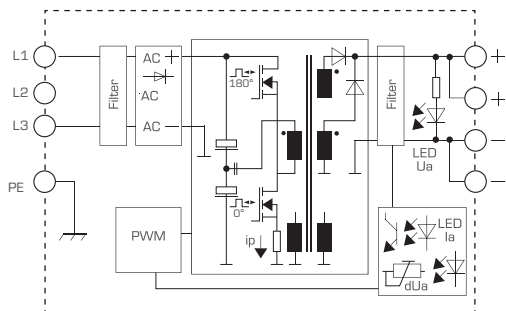 L1
L2
L3
PE
Filter
AC +
AC
AC −
180°
0°
ip
PWM
Filter
LED
Ua
LED
Ia
dUa
+
+
−
−